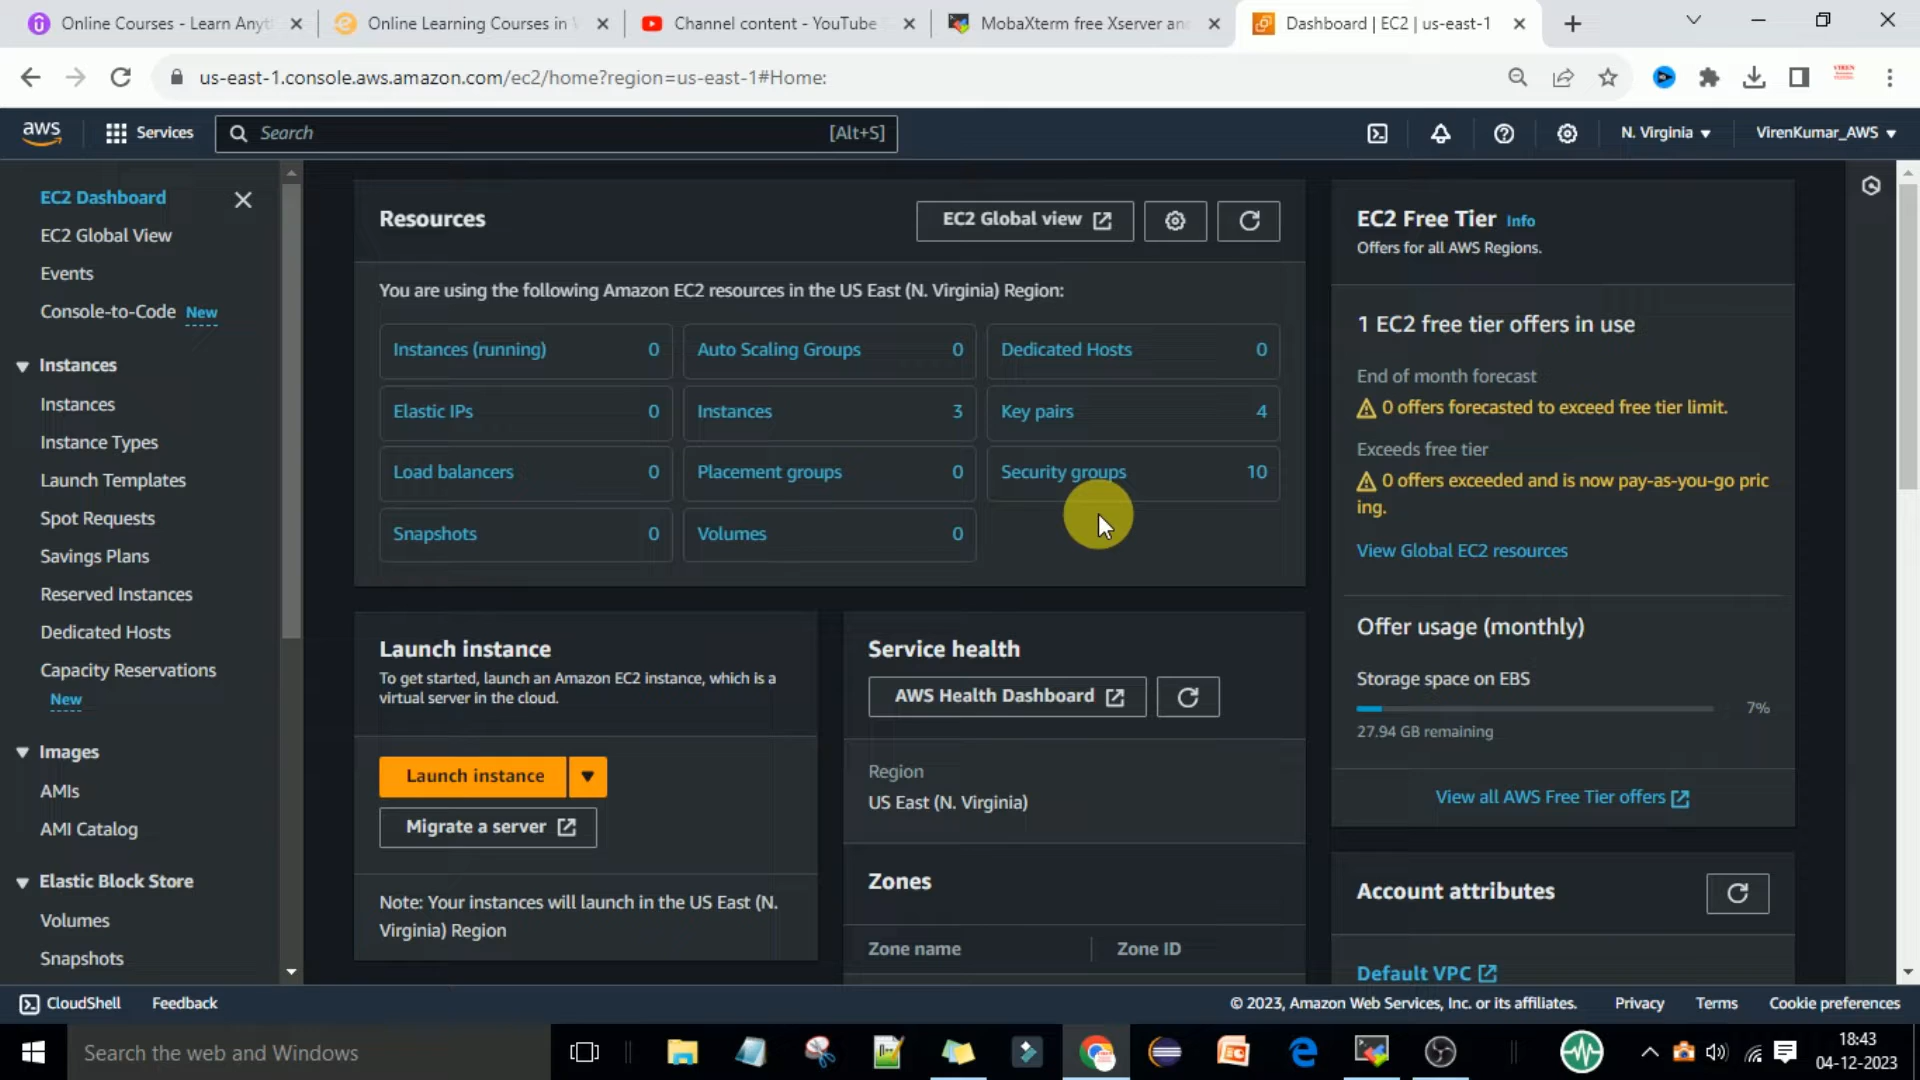 Online Courses - Learn Anyt
Online Learning Courses in
Channel content - YouTube
MobaXterm free Xserver an
Dashboard | EC2 | us-east-1
us-east-1.console.aws.amazon.com/ec2/home?region=us-east-1#Home:
aws
Services
Search
[Alt+S]
N. Virginia
VirenKumar_AWS
EC2 Dashboard
EC2 Global View
Events
Console-to-Code New
Instances
Instances
Instance Types
Launch Templates
Spot Requests
Savings Plans
Reserved Instances
Dedicated Hosts
Capacity Reservations
New
Images
AMIs
AMI Catalog
Elastic Block Store
Volumes
Snapshots
Resources
EC2 Global view
You are using the following Amazon EC2 resources in the US East (N. Virginia) Region:
Instances (running) 0
Auto Scaling Groups 0
Dedicated Hosts 0
Elastic IPs 0
Instances 3
Key pairs 4
Load balancers 0
Placement groups 0
Security groups 10
Snapshots 0
Volumes 0
Launch instance
To get started, launch an Amazon EC2 instance, which is a
virtual server in the cloud.
Launch instance
Migrate a server
Note: Your instances will launch in the US East (N.
Virginia) Region
Service health
AWS Health Dashboard
Region
US East (N. Virginia)
Zones
Zone name
Zone ID
EC2 Free Tier Info
Offers for all AWS Regions.
1 EC2 free tier offers in use
End of month forecast
0 offers forecasted to exceed free tier limit.
Exceeds free tier
0 offers exceeded and is now pay-as-you-go pric
ing.
View Global EC2 resources
Offer usage (monthly)
Storage space on EBS
7%
27.94 GB remaining
View all AWS Free Tier offers
Account attributes
Default VPC
CloudShell
Feedback
© 2023, Amazon Web Services, Inc. or its affiliates.
Privacy
Terms
Cookie preferences
Search the web and Windows
18:43
04-12-2023